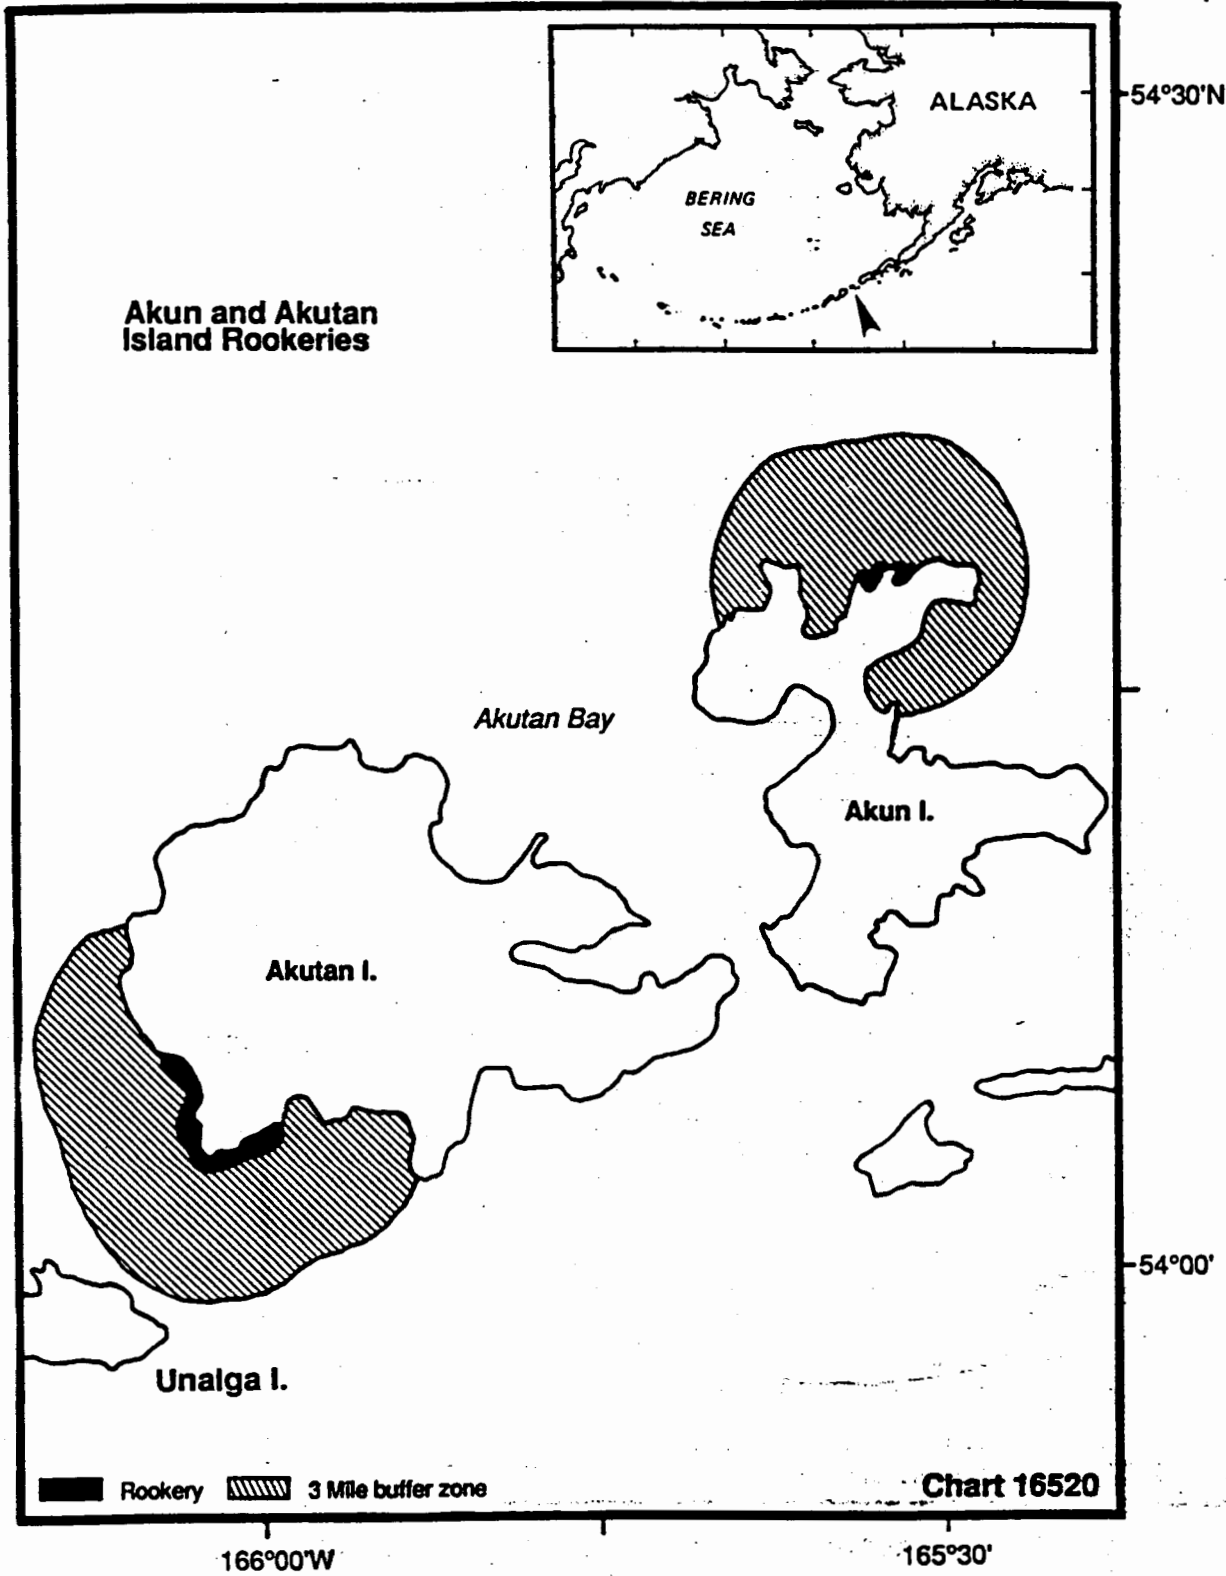 ALASKA
54°30'N
BERING
SEA
Akun and Akutan
Island Rookeries
Akutan Bay
Akun I.
Akutan I.
54°00'
Unalga I.
Rookery
3 Mile buffer zone
Chart 16520
166°00'W
165°30'